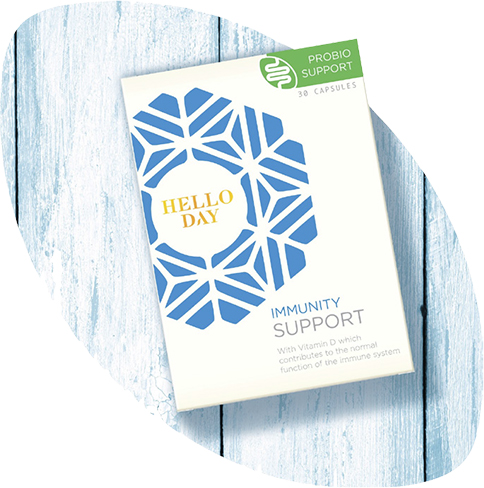 PROBIO
SUPPORT
30 CAPSULES
HELLO
DAY
IMMUNITY
SUPPORT
With Vitamin D which
contributes to the normal
function of the immune system